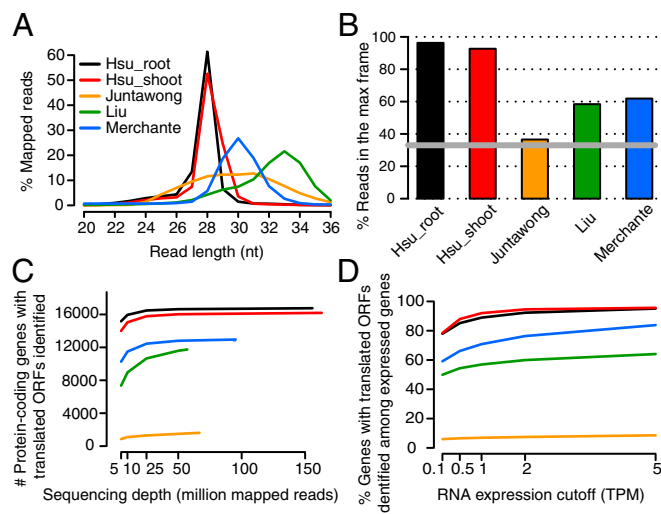 A
% Mapped reads
60
50
40
30
20
10
0
Hsu_root
Hsu_shoot
Juntawong
Liu
Merchante
20 22 24 26 28 30 32 34 36
Read length (nt)
B
% Reads in the max frame
100
80
60
40
20
0
Hsu_root
Hsu_shoot
Juntawong
Liu
Merchante
C
# Protein-coding genes with
translated ORFs identified
16000
12000
8000
4000
0
5 10 25 50 100 150
Sequencing depth (million mapped reads)
D
% Genes with translated ORFs
dentified among expressed genes
100
80
60
40
20
0
0.1 0.5 1 2 5
RNA expression cutoff (TPM)